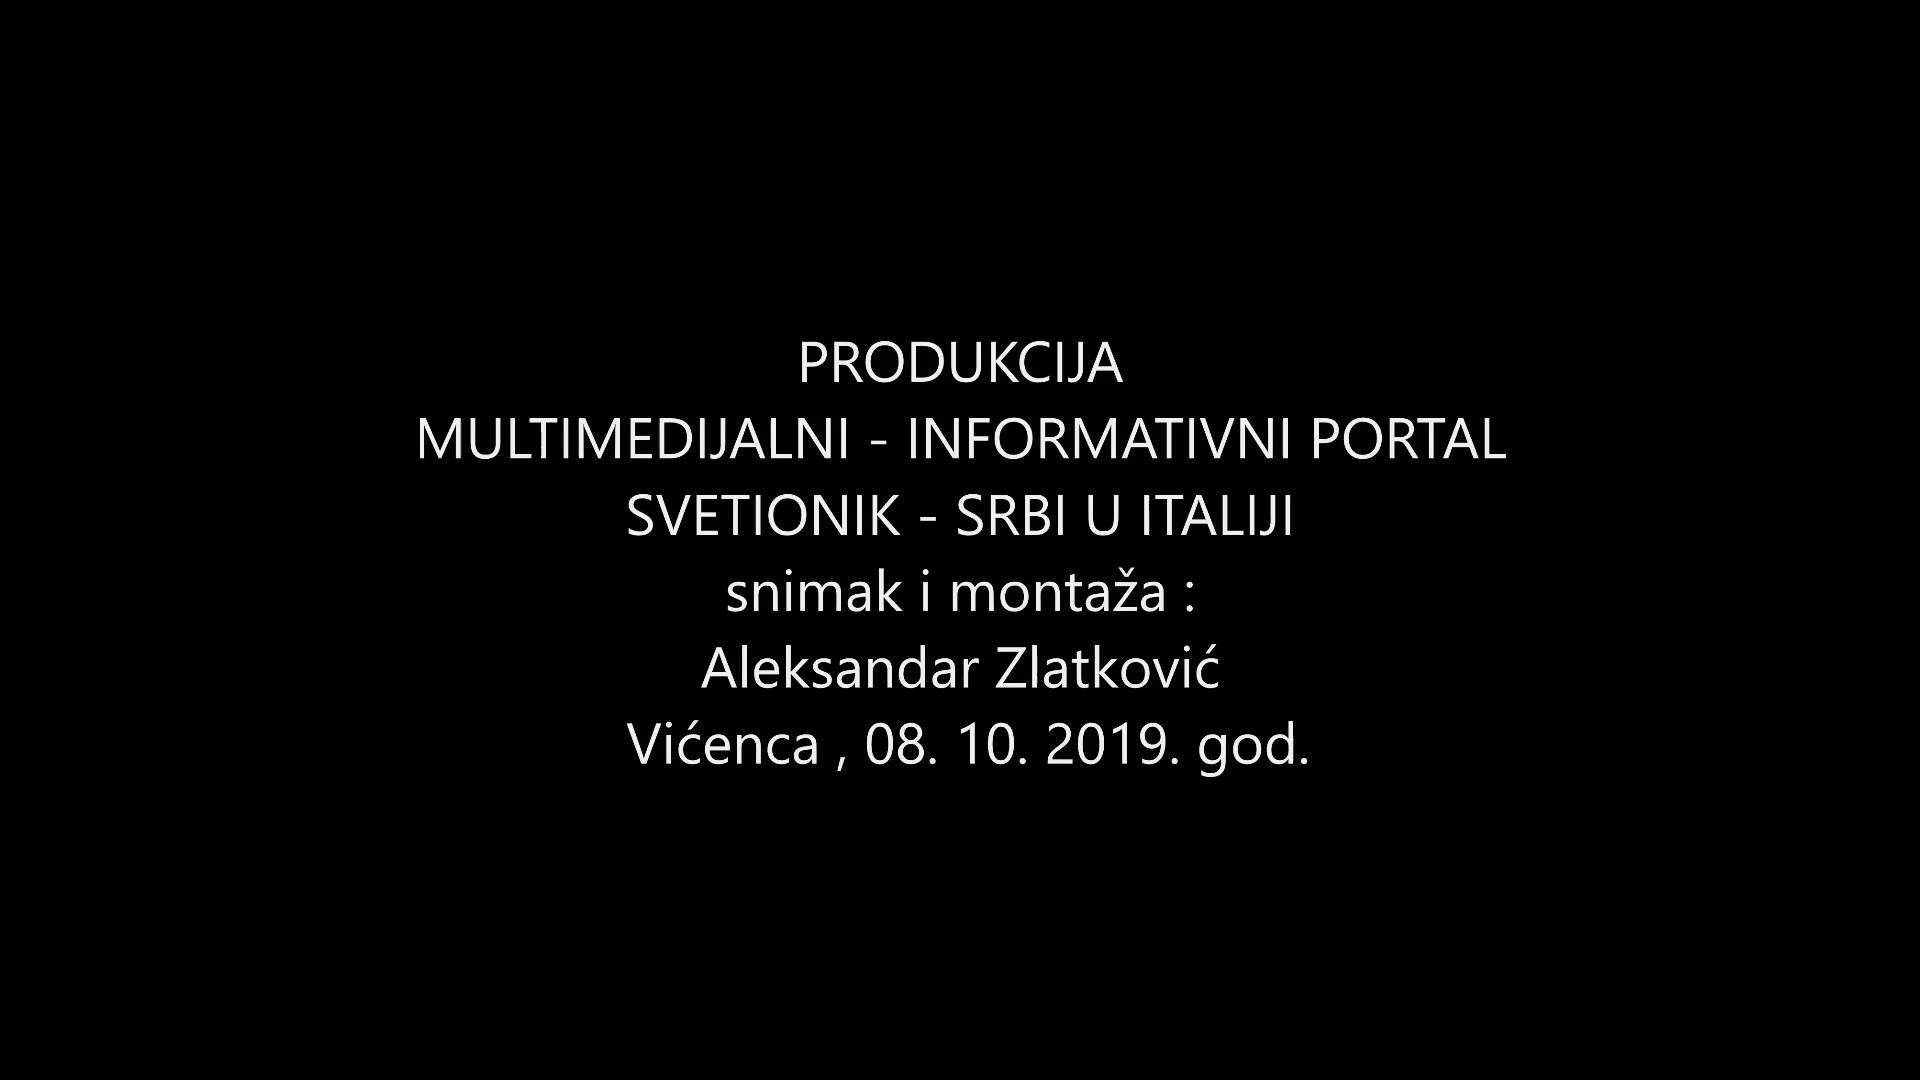 PRODUKCIJA
MULTIMEDIJALNI - INFORMATIVNI PORTAL
SVETIONIK - SRBI U ITALIJI
snimak i montaža :
Aleksandar Zlatković
Vićenca , 08. 10. 2019. god.